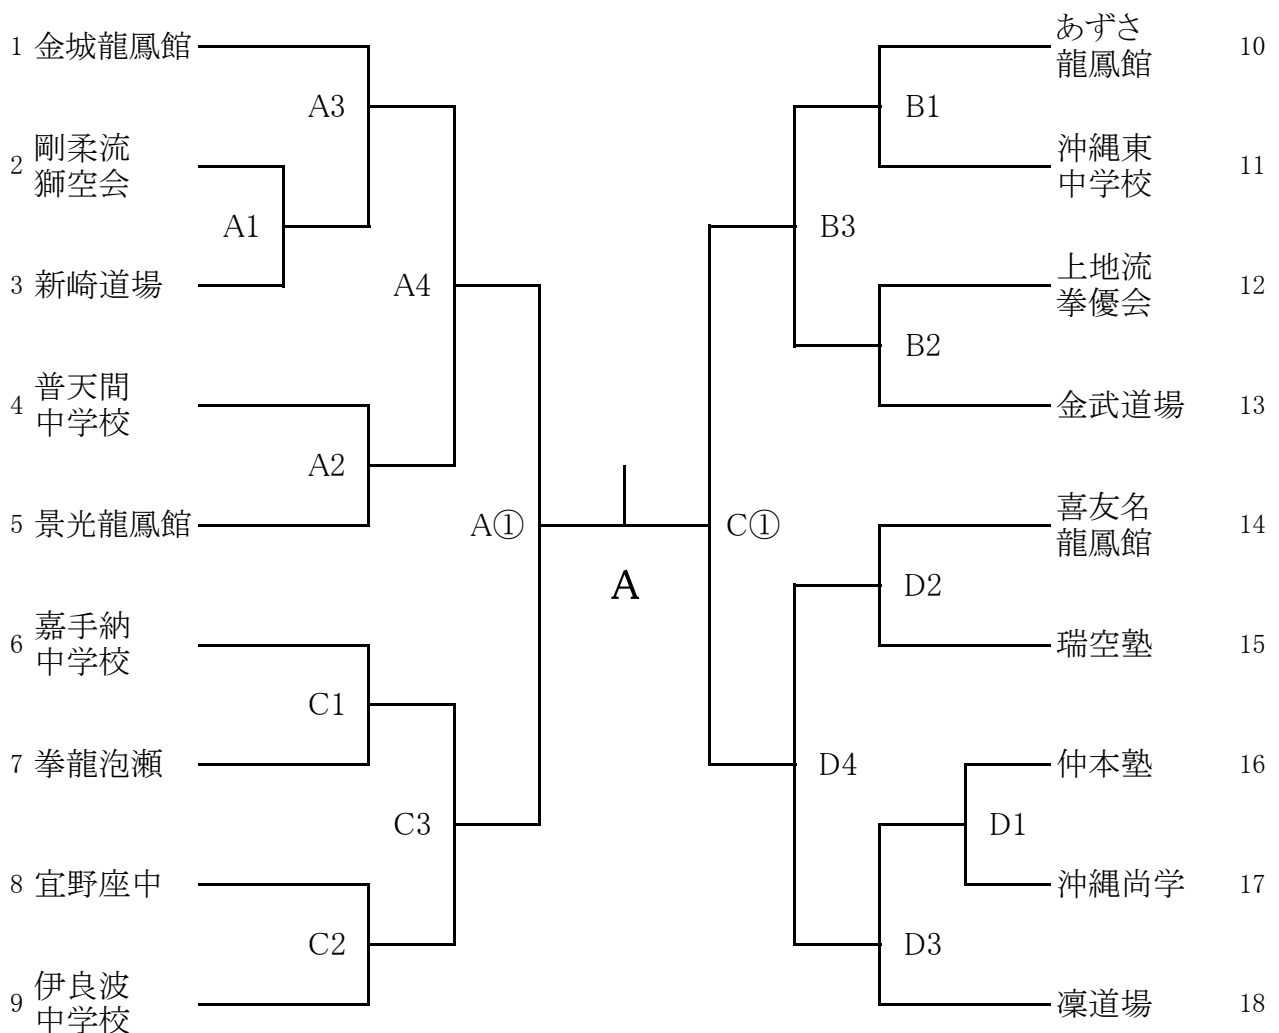 1 金城龍鳳館
A3
2 剛柔流
獅空会
A1
3 新崎道場
A4
4 普天間
中学校
A2
5 景光龍鳳館
A①
6 嘉手納
中学校
C1
7 拳龍泡瀬
C3
8 宜野座中
C2
9 伊良波
中学校
A
あずさ
龍鳳館 10
B1
沖縄東
中学校 11
B3
上地流
拳優会 12
B2
金武道場 13
C①
喜友名
龍鳳館 14
D2
瑞空塾 15
D4
仲本塾 16
D1
沖縄尚学 17
D3
凜道場 18